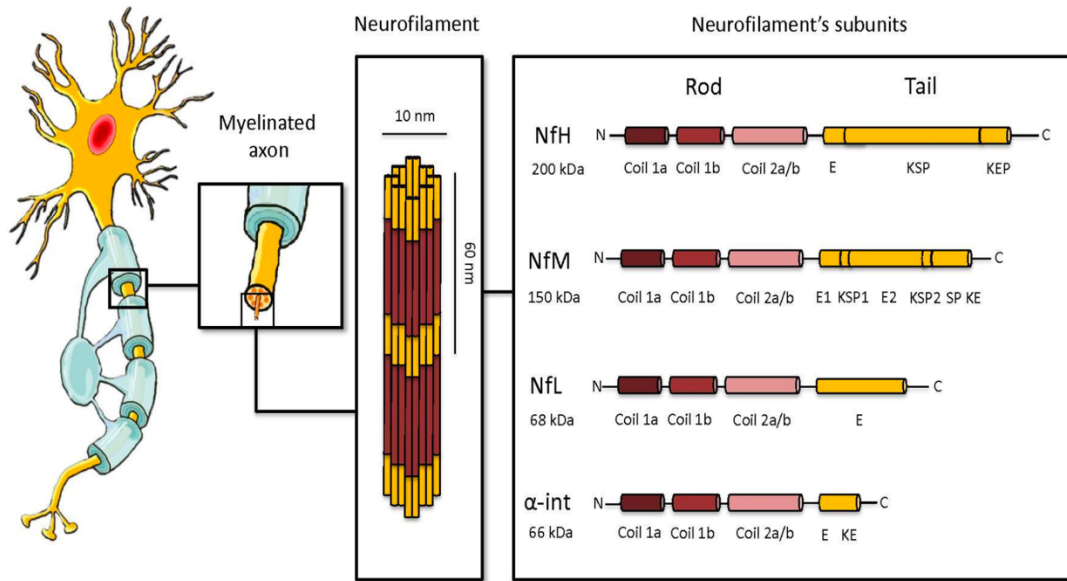 Neurofilament
Neurofilament's subunits
Myelinated
axon
10 nm
60 nm
Rod
Tail
NfH
200 kDa
N
C
Coil 1a
Coil 1b
Coil 2a/b
E
KSP
KEP
NfM
150 kDa
N
C
Coil 1a
Coil 1b
Coil 2a/b
E1
KSP1
E2
KSP2
SP
KE
NfL
68 kDa
N
C
Coil 1a
Coil 1b
Coil 2a/b
E
α-int
66 kDa
N
C
Coil 1a
Coil 1b
Coil 2a/b
E
KE